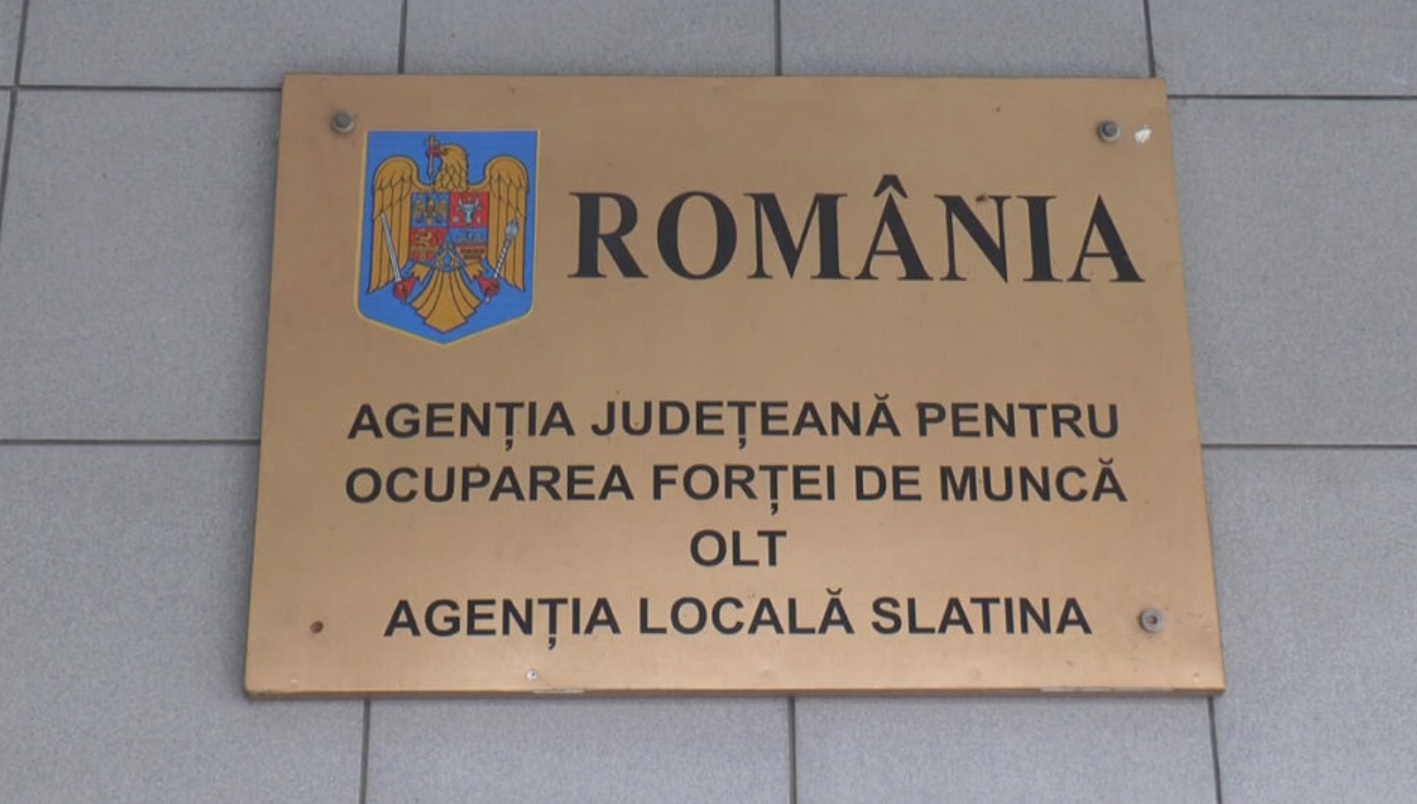 ROMÂNIA
AGENȚIA JUDEȚEANĂ PENTRU
OCUPAREA FORȚEI DE MUNCĂ
OLT
AGENȚIA LOCALĂ SLATINA